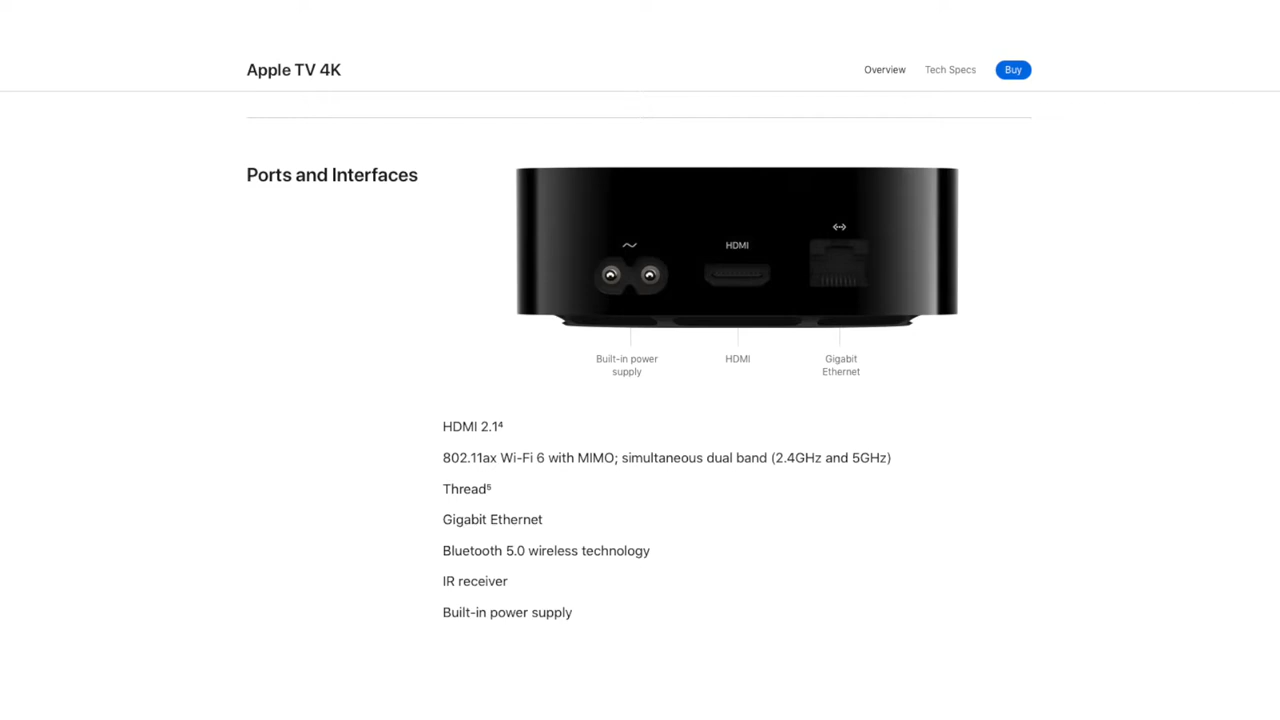 Apple TV 4K
Overview
Tech Specs
Buy
Ports and Interfaces
HDMI
Built-in power
supply
HDMI
Gigabit
Ethernet
HDMI 2.1⁴
802.11ax Wi-Fi 6 with MIMO; simultaneous dual band (2.4GHz and 5GHz)
Thread⁵
Gigabit Ethernet
Bluetooth 5.0 wireless technology
IR receiver
Built-in power supply